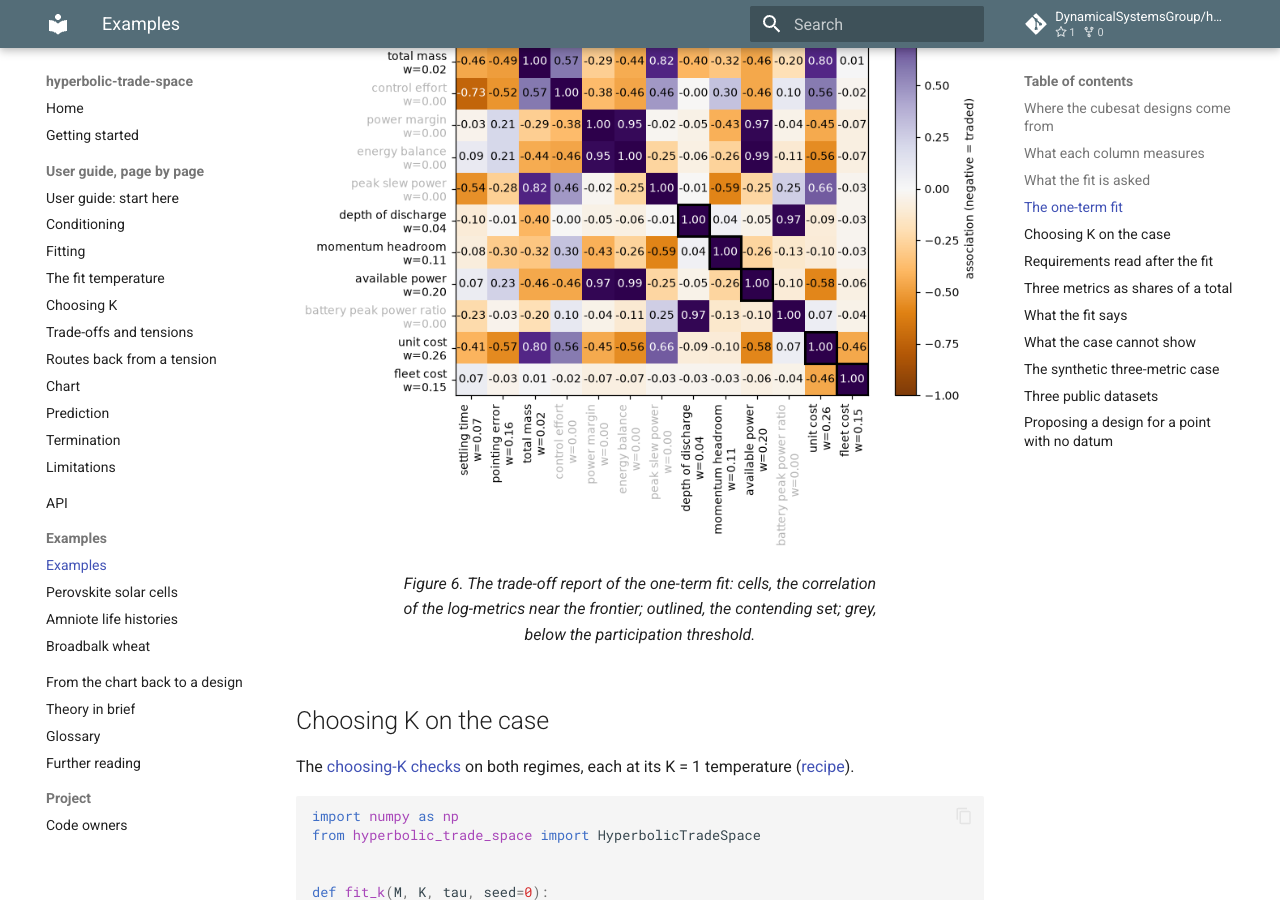 Examples
Search
DynamicalSystemsGroup/h...
1 0
hyperbolic-trade-space
Home
Getting started
User guide, page by page
User guide: start here
Conditioning
Fitting
The fit temperature
Choosing K
Trade-offs and tensions
Routes back from a tension
Chart
Prediction
Termination
Limitations
API
Examples
Examples
Perovskite solar cells
Amniote life histories
Broadbalk wheat
From the chart back to a design
Theory in brief
Glossary
Further reading
Project
Code owners
total mass
w=0.02
-0.46 -0.49 1.00 0.57 -0.29 -0.44 0.82 -0.40 -0.32 -0.46 -0.20 0.80 0.01
control effort
w=0.00
-0.73 -0.52 0.57 1.00 -0.38 -0.46 0.46 -0.00 0.30 -0.46 0.10 0.56 -0.02
power margin
w=0.00
-0.03 0.21 -0.29 -0.38 1.00 0.95 -0.02 -0.05 -0.43 0.97 -0.04 -0.45 -0.07
energy balance
w=0.00
0.09 0.21 -0.44 -0.46 0.95 1.00 -0.25 -0.06 -0.26 0.99 -0.11 -0.56 -0.07
peak slew power
w=0.00
-0.54 -0.28 0.82 0.46 -0.02 -0.25 1.00 -0.01 -0.59 -0.25 0.25 0.66 -0.03
depth of discharge
w=0.04
-0.10 -0.01 -0.40 -0.00 -0.05 -0.06 -0.01 1.00 0.04 -0.05 0.97 -0.09 -0.03
momentum headroom
w=0.11
-0.08 -0.30 -0.32 0.30 -0.43 -0.26 -0.59 0.04 1.00 -0.26 -0.13 -0.10 -0.03
available power
w=0.20
0.07 0.23 -0.46 -0.46 0.97 0.99 -0.25 -0.05 -0.26 1.00 -0.10 -0.58 -0.06
battery peak power ratio
w=0.00
-0.23 -0.03 -0.20 0.10 -0.04 -0.11 0.25 0.97 -0.13 -0.10 1.00 0.07 -0.04
unit cost
w=0.26
-0.41 -0.57 0.80 0.56 -0.45 -0.56 0.66 -0.09 -0.10 -0.58 0.07 1.00 -0.46
fleet cost
w=0.15
0.07 -0.03 0.01 -0.02 -0.07 -0.07 -0.03 -0.03 -0.03 -0.06 -0.04 -0.46 1.00
settling time
w=0.07
pointing error
w=0.16
total mass
w=0.02
control effort
w=0.00
power margin
w=0.00
energy balance
w=0.00
peak slew power
w=0.00
depth of discharge
w=0.04
momentum headroom
w=0.11
available power
w=0.20
battery peak power ratio
w=0.00
unit cost
w=0.26
fleet cost
w=0.15
0.50
0.25
0.00
−0.25
−0.50
−0.75
−1.00
association (negative = traded)
Figure 6. The trade-off report of the one-term fit: cells, the correlation
of the log-metrics near the frontier; outlined, the contending set; grey,
below the participation threshold.
Choosing K on the case
The choosing-K checks on both regimes, each at its K = 1 temperature (recipe).
import numpy as np
from hyperbolic_trade_space import HyperbolicTradeSpace
def fit_k(M, K, tau, seed=0):
Table of contents
Where the cubesat designs come
from
What each column measures
What the fit is asked
The one-term fit
Choosing K on the case
Requirements read after the fit
Three metrics as shares of a total
What the fit says
What the case cannot show
The synthetic three-metric case
Three public datasets
Proposing a design for a point
with no datum